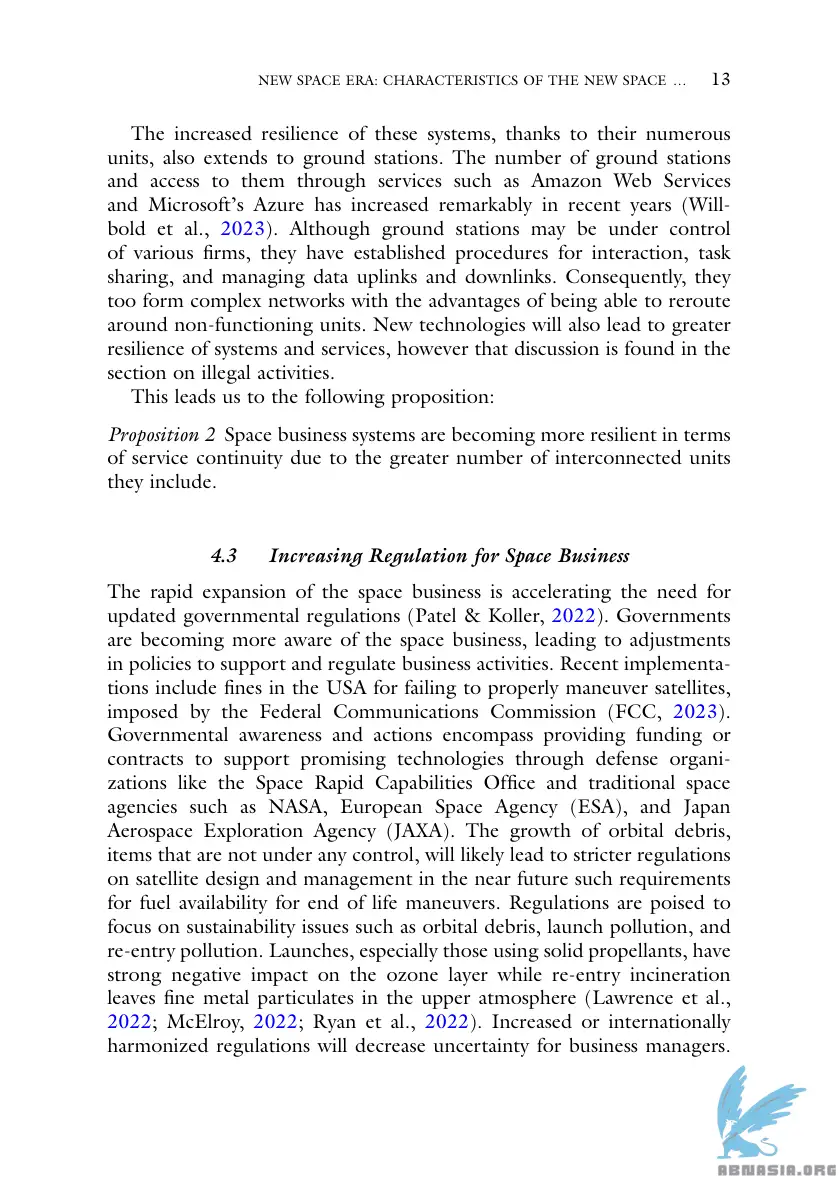 NEW SPACE ERA: CHARACTERISTICS OF THE NEW SPACE … 13
The increased resilience of these systems, thanks to their numerous
units, also extends to ground stations. The number of ground stations
and access to them through services such as Amazon Web Services
and Microsoft’s Azure has increased remarkably in recent years (Will-
bold et al., 2023). Although ground stations may be under control
of various firms, they have established procedures for interaction, task
sharing, and managing data uplinks and downlinks. Consequently, they
too form complex networks with the advantages of being able to reroute
around non-functioning units. New technologies will also lead to greater
resilience of systems and services, however that discussion is found in the
section on illegal activities.
This leads us to the following proposition:
Proposition 2 Space business systems are becoming more resilient in terms
of service continuity due to the greater number of interconnected units
they include.
4.3 Increasing Regulation for Space Business
The rapid expansion of the space business is accelerating the need for
updated governmental regulations (Patel & Koller, 2022). Governments
are becoming more aware of the space business, leading to adjustments
in policies to support and regulate business activities. Recent implementa-
tions include fines in the USA for failing to properly maneuver satellites,
imposed by the Federal Communications Commission (FCC, 2023).
Governmental awareness and actions encompass providing funding or
contracts to support promising technologies through defense organi-
zations like the Space Rapid Capabilities Office and traditional space
agencies such as NASA, European Space Agency (ESA), and Japan
Aerospace Exploration Agency (JAXA). The growth of orbital debris,
items that are not under any control, will likely lead to stricter regulations
on satellite design and management in the near future such requirements
for fuel availability for end of life maneuvers. Regulations are poised to
focus on sustainability issues such as orbital debris, launch pollution, and
re-entry pollution. Launches, especially those using solid propellants, have
strong negative impact on the ozone layer while re-entry incineration
leaves fine metal particulates in the upper atmosphere (Lawrence et al.,
2022; McElroy, 2022; Ryan et al., 2022). Increased or internationally
harmonized regulations will decrease uncertainty for business managers.
ABNASIA.ORG